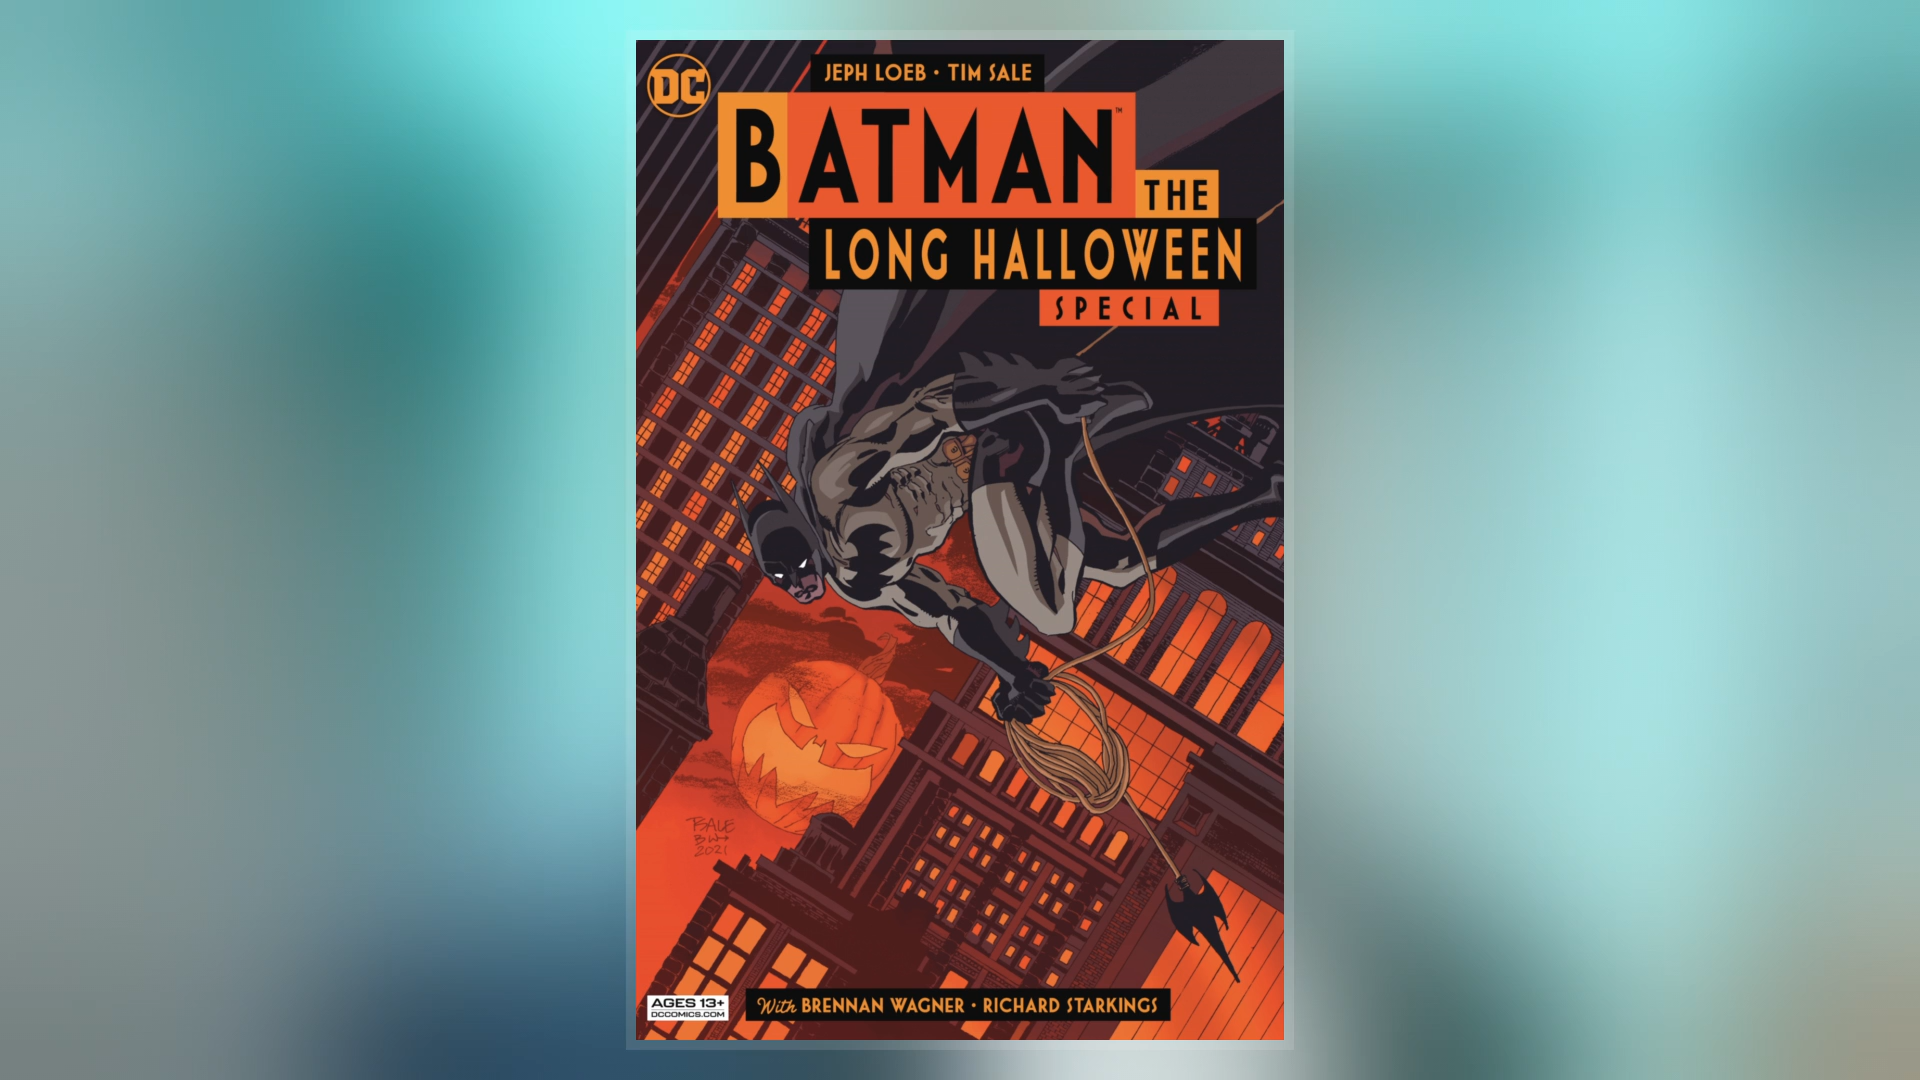 DC
JEPH LOEB • TIM SALE
BATMAN™
THE
LONG HALLOWEEN
SPECIAL
BW
2021
AGES 13+
DCCOMICS.COM
With BRENNAN WAGNER • RICHARD STARKINGS